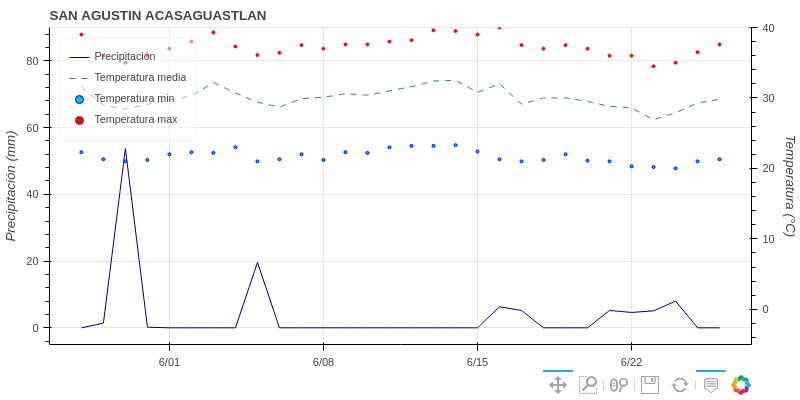 SAN AGUSTIN ACASAGUASTLAN
Precipitación
Temperatura media
Temperatura min
Temperatura max
Precipitación (mm)
80
60
40
20
0
Temperatura (°C)
40
30
20
10
0
6/01
6/08
6/15
6/22